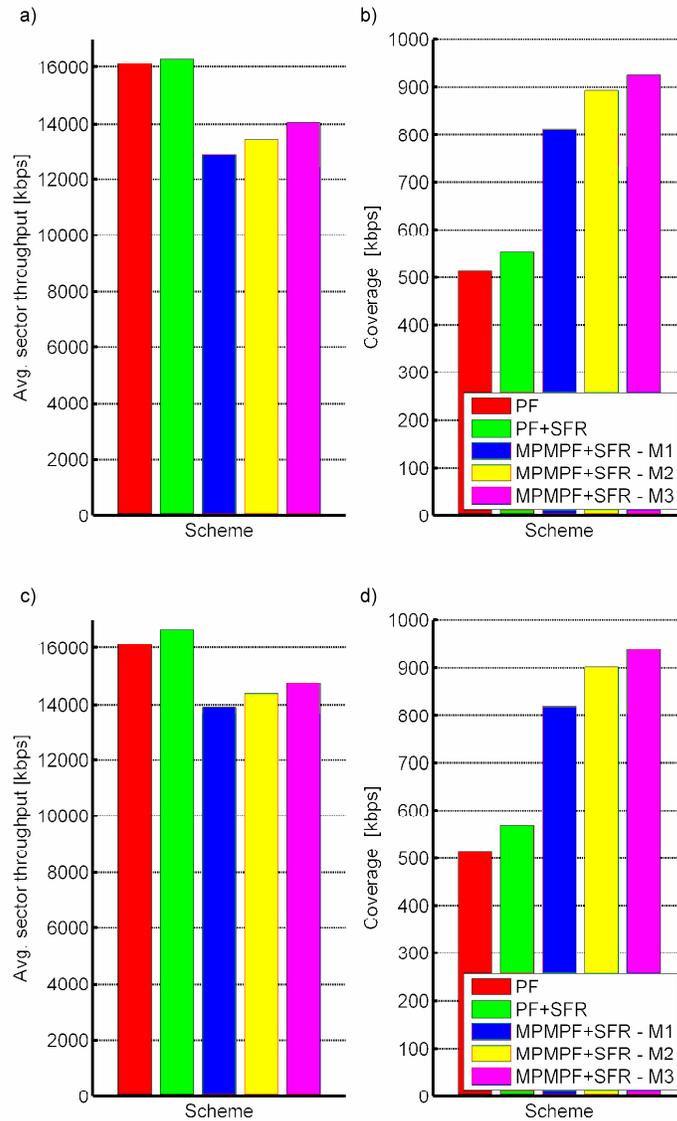 a)
Avg. sector throughput [kbps]
16000
14000
12000
10000
8000
6000
4000
2000
0
Scheme
b)
Coverage [kbps]
1000
900
800
700
600
500
400
300
200
100
0
PF
PF+SFR
MPMPF+SFR - M1
MPMPF+SFR - M2
MPMPF+SFR - M3
Scheme
c)
Avg. sector throughput [kbps]
16000
14000
12000
10000
8000
6000
4000
2000
0
Scheme
d)
Coverage [kbps]
1000
900
800
700
600
500
400
300
200
100
0
PF
PF+SFR
MPMPF+SFR - M1
MPMPF+SFR - M2
MPMPF+SFR - M3
Scheme